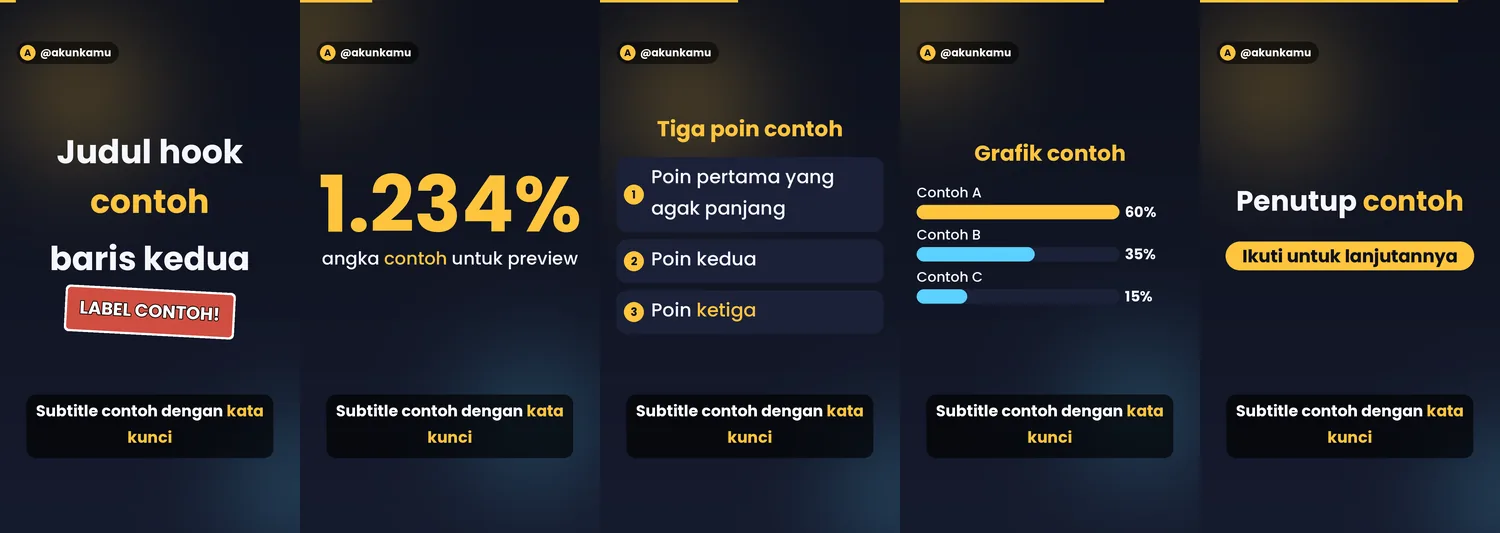 A @akunkamu
Judul hook
contoh
baris kedua
LABEL CONTOH!
Subtitle contoh dengan kata
kunci
A @akunkamu
1.234%
angka contoh untuk preview
Subtitle contoh dengan kata
kunci
A @akunkamu
Tiga poin contoh
1 Poin pertama yang
agak panjang
2 Poin kedua
3 Poin ketiga
Subtitle contoh dengan kata
kunci
A @akunkamu
Grafik contoh
Contoh A
60%
Contoh B
35%
Contoh C
15%
Subtitle contoh dengan kata
kunci
A @akunkamu
Penutup contoh
Ikuti untuk lanjutannya
Subtitle contoh dengan kata
kunci